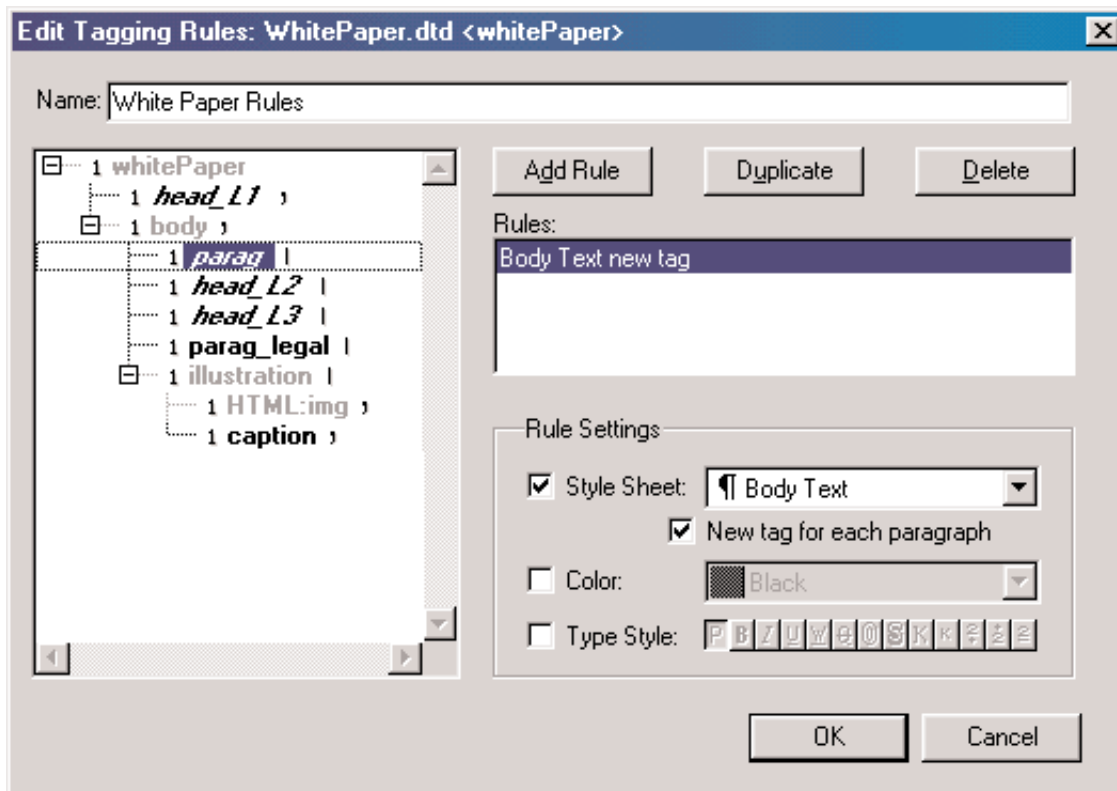 Edit Tagging Rules: WhitePaper.dtd <whitePaper>
Name: White Paper Rules
1 whitePaper
1 head_L1 ,
1 body ,
1 parag |
1 head_L2 |
1 head_L3 |
1 parag_legal |
1 illustration |
1 HTML:img ,
1 caption ,
Add Rule Duplicate Delete
Rules:
Body Text new tag
Rule Settings
Style Sheet: ¶ Body Text
New tag for each paragraph
Color: Black
Type Style: P B I U W Q O S K K 2 2 2
OK Cancel